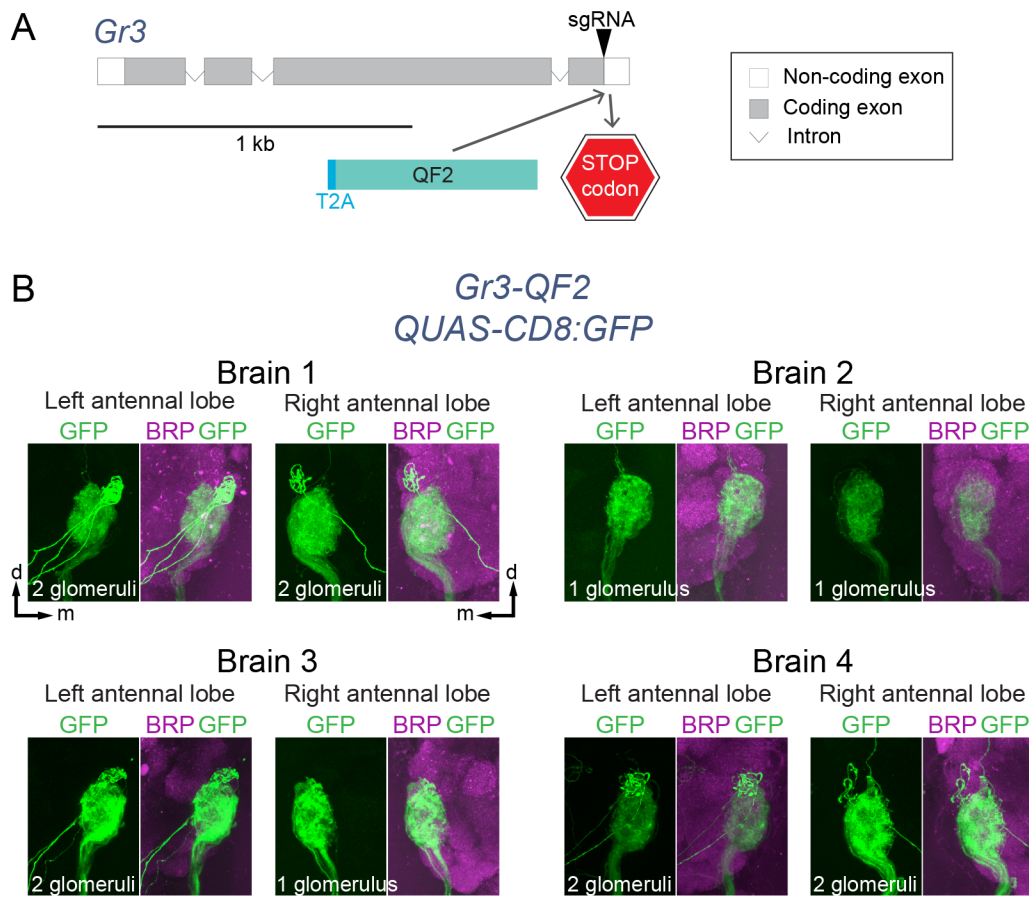 A
Gr3
sgRNA
Non-coding exon
Coding exon
Intron
1 kb
STOP
codon
QF2
T2A
B
Gr3-QF2
QUAS-CD8:GFP
Brain 1
Left antennal lobe
Right antennal lobe
GFP
BRP GFP
GFP
BRP GFP
2 glomeruli
2 glomeruli
d
m
d
m
Brain 2
Left antennal lobe
Right antennal lobe
GFP
BRP GFP
GFP
BRP GFP
1 glomerulus
1 glomerulus
Brain 3
Left antennal lobe
Right antennal lobe
GFP
BRP GFP
GFP
BRP GFP
2 glomeruli
1 glomerulus
Brain 4
Left antennal lobe
Right antennal lobe
GFP
BRP GFP
GFP
BRP GFP
2 glomeruli
2 glomeruli